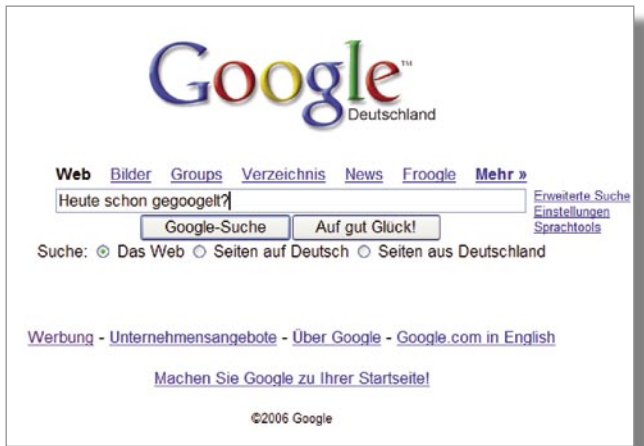 Google™
Deutschland
Web Bilder Groups Verzeichnis News Froogle Mehr »
Heute schon gegoogelt?
Erweiterte Suche
Einstellungen
Sprachtools
Google-Suche Auf gut Glück!
Suche: Das Web Seiten auf Deutsch Seiten aus Deutschland
Werbung - Unternehmensangebote - Über Google - Google.com in English
Machen Sie Google zu Ihrer Startseite!
©2006 Google